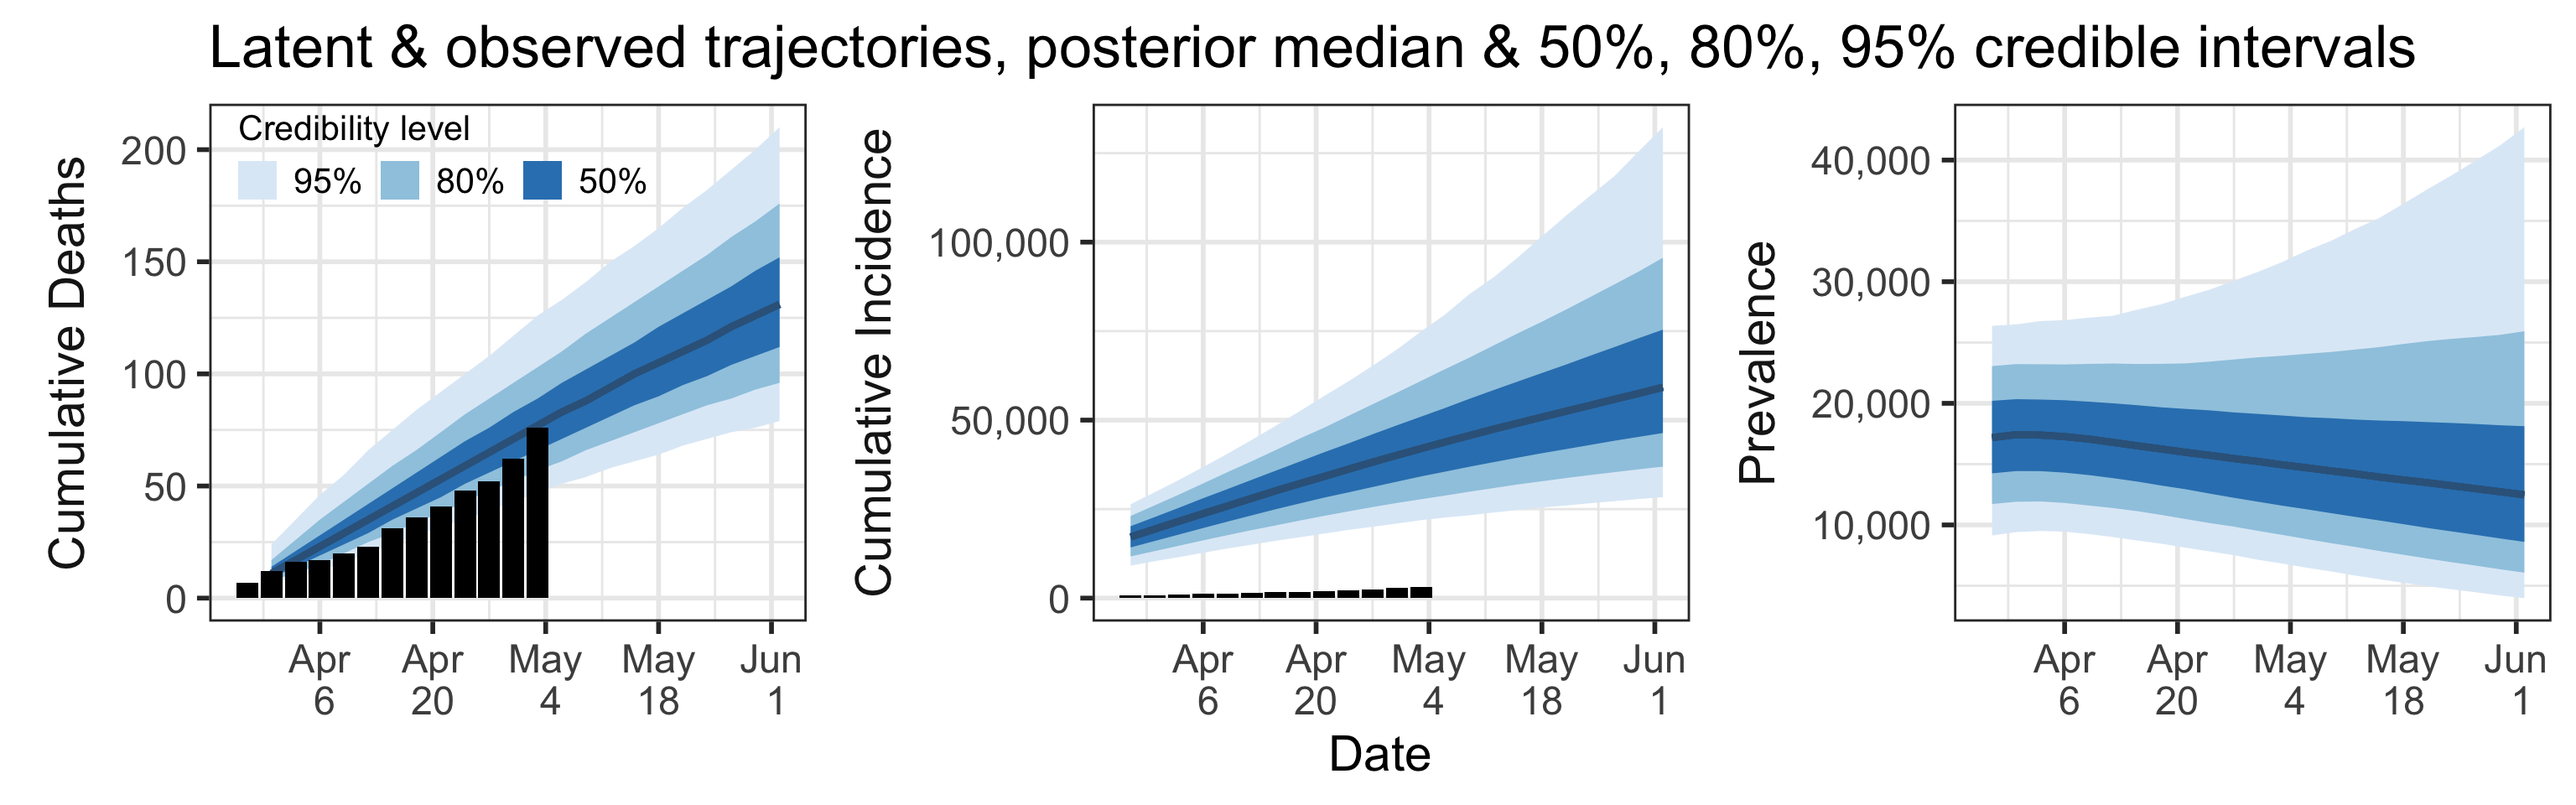 Latent & observed trajectories, posterior median & 50%, 80%, 95% credible intervals
Cumulative Deaths
Credibility level
95% 80% 50%
200
150
100
50
0
Apr 6
Apr 20
May 4
May 18
Jun 1
Cumulative Incidence
100,000
50,000
0
Apr 6
Apr 20
May 4
May 18
Jun 1
Prevalence
40,000
30,000
20,000
10,000
Apr 6
Apr 20
May 4
May 18
Jun 1
Date